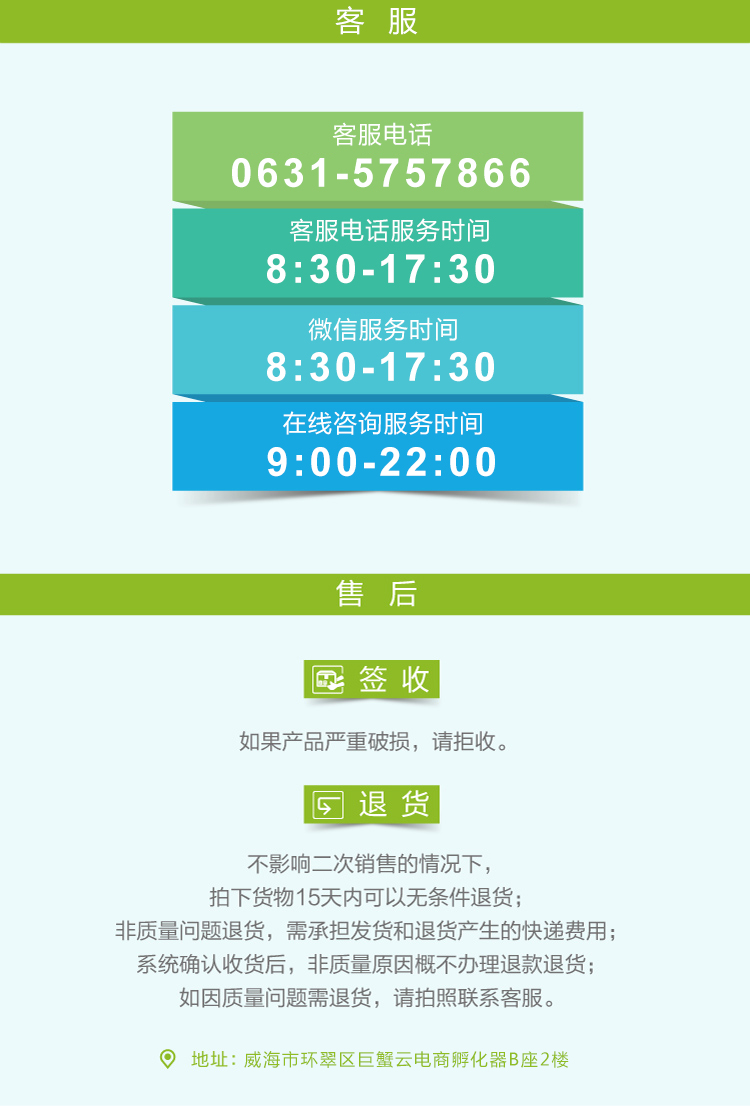 客 服
客服电话
0631-5757866
客服电话服务时间
8:30-17:30
微信服务时间
8:30-17:30
在线咨询服务时间
9:00-22:00
售 后
签 收
如果产品严重破损，请拒收。
退 货
不影响二次销售的情况下，
拍下货物15天内可以无条件退货；
非质量问题退货，需承担发货和退货产生的快递费用；
系统确认收货后，非质量原因概不办理退款退货；
如因质量问题需退货，请拍照联系客服。
地址：威海市环翠区巨蟹云电商孵化器B座2楼